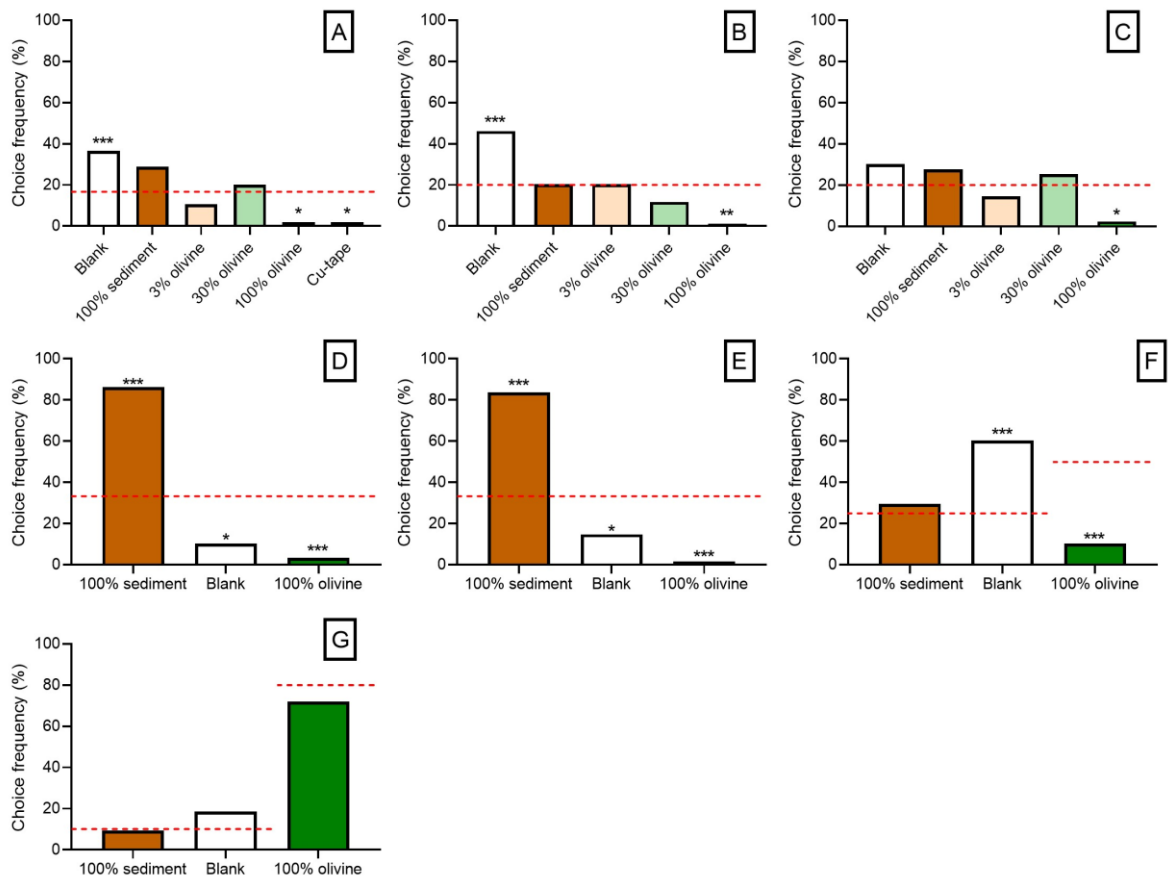 A
Choice frequency (%)
100
80
60
40
20
0
***
*
*
Blank
100% sediment
3% olivine
30% olivine
100% olivine
Cu-tape
B
Choice frequency (%)
100
80
60
40
20
0
***
**
Blank
100% sediment
3% olivine
30% olivine
100% olivine
C
Choice frequency (%)
100
80
60
40
20
0
*
Blank
100% sediment
3% olivine
30% olivine
100% olivine
D
Choice frequency (%)
100
80
60
40
20
0
***
*
***
100% sediment
Blank
100% olivine
E
Choice frequency (%)
100
80
60
40
20
0
***
*
***
100% sediment
Blank
100% olivine
F
Choice frequency (%)
100
80
60
40
20
0
***
***
100% sediment
Blank
100% olivine
G
Choice frequency (%)
100
80
60
40
20
0
100% sediment
Blank
100% olivine